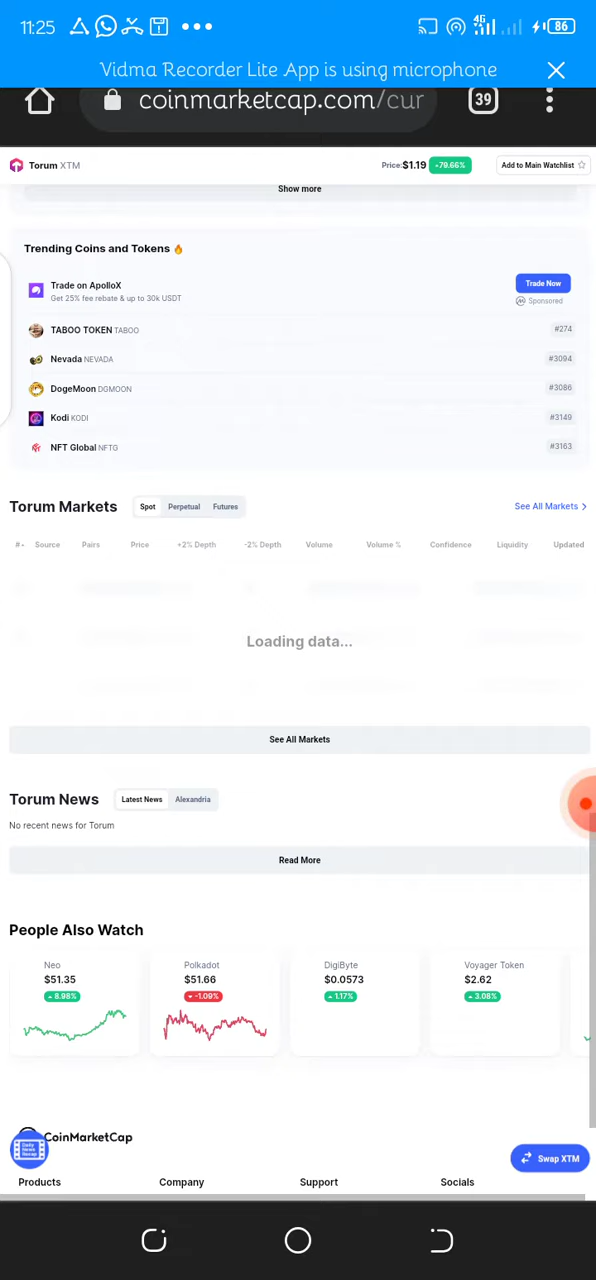 11:25
4G
86
Vidma Recorder Lite App is using microphone
coinmarketcap.com/cur
39
Torum XTM
Price:$1.19
79.66%
Add to Main Watchlist
Show more
Trending Coins and Tokens
Trade on ApolloX
Get 25% fee rebate & up to 30k USDT
Trade Now
Sponsored
TABOO TOKEN TABOO
#274
Nevada NEVADA
#3094
DogeMoon DGMOON
#3086
Kodi KODI
#3149
NFT Global NFTG
#3163
Torum Markets
Spot
Perpetual
Futures
See All Markets
# Source Pairs Price +2% Depth -2% Depth Volume Volume % Confidence Liquidity Updated
Loading data...
See All Markets
Torum News
Latest News
Alexandria
No recent news for Torum
Read More
People Also Watch
Neo
$51.35
8.98%
Polkadot
$51.66
-1.09%
DigiByte
$0.0573
1.17%
Voyager Token
$2.62
3.08%
CoinMarketCap
Daily News Recap
Swap XTM
Products
Company
Support
Socials